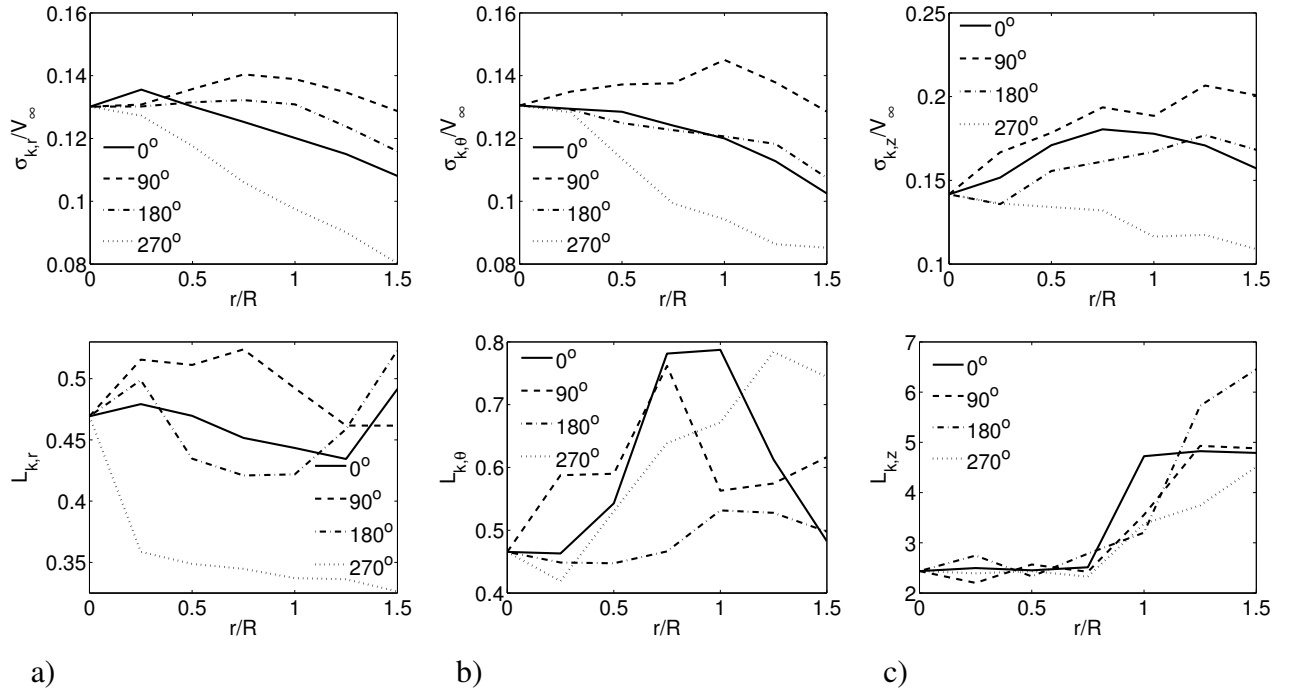 0.16
0.14
0.12
0.1
0.08
σk,r/V∞
0°
90°
180°
270°
0 0.5 1 1.5
r/R
0.16
0.14
0.12
0.1
0.08
σk,θ/V∞
0°
90°
180°
270°
0 0.5 1 1.5
r/R
0.25
0.2
0.15
0.1
σk,z/V∞
0°
90°
180°
270°
0 0.5 1 1.5
r/R
0.5
0.45
0.4
0.35
Lk,r
0°
90°
180°
270°
0 0.5 1 1.5
r/R
0.8
0.7
0.6
0.5
0.4
Lk,θ
0°
90°
180°
270°
0 0.5 1 1.5
r/R
7
6
5
4
3
2
Lk,z
0°
90°
180°
270°
0 0.5 1 1.5
r/R
a) b) c)